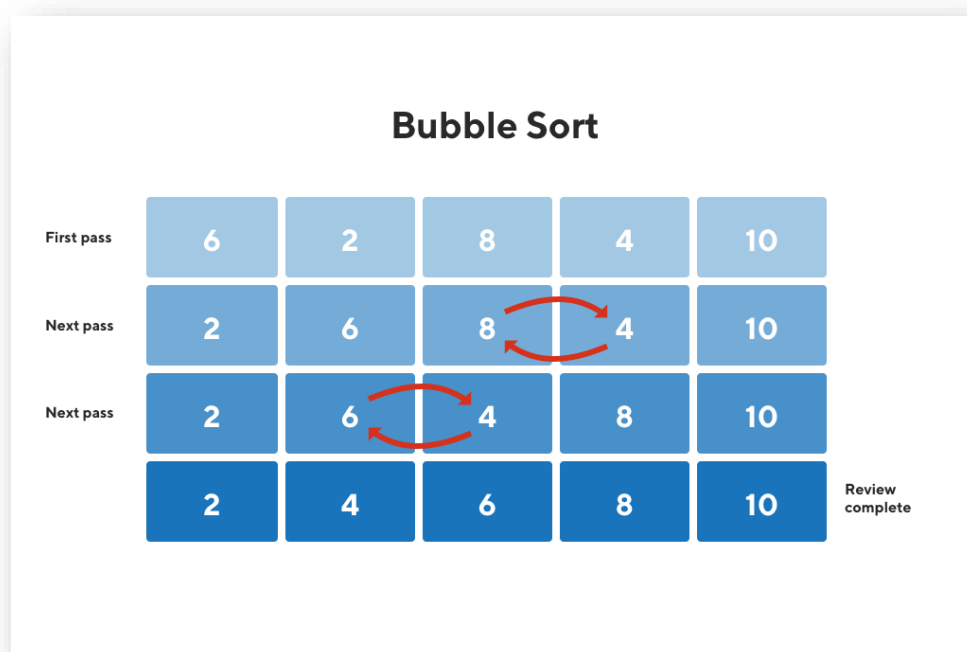 Bubble Sort
First pass 6 2 8 4 10
Next pass 2 6 8 4 10
Next pass 2 6 4 8 10
2 4 6 8 10 Review
complete